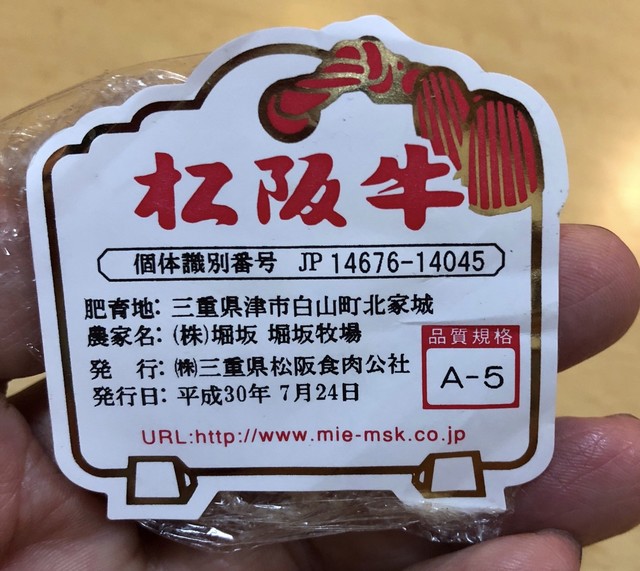 松阪牛
個体識別番号 JP 14676-14045
肥育地: 三重県津市白山町北家城
農家名: (株)堀坂 堀坂牧場
発 行: ㈱三重県松阪食肉公社
発行日: 平成30年 7月24日
品質規格
A-5
URL:http://www.mie-msk.co.jp